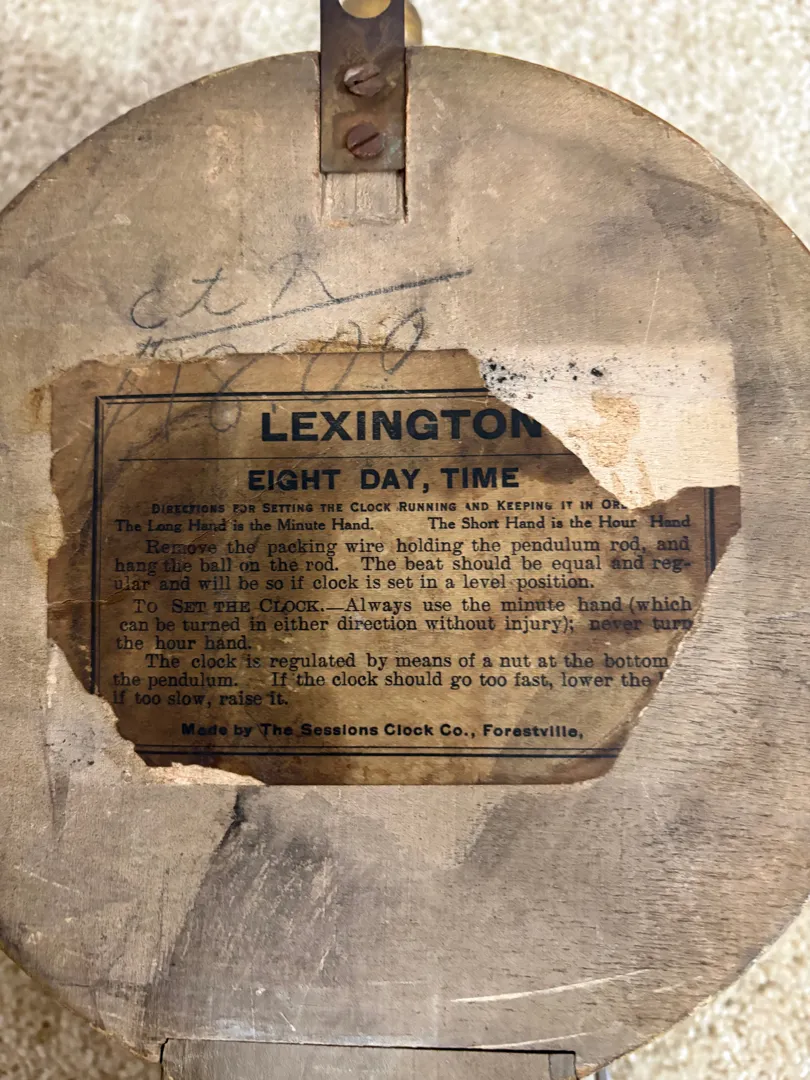 LEXINGTON
EIGHT DAY, TIME
DIRECTIONS FOR SETTING THE CLOCK RUNNING AND KEEPING IT IN OR
The Long Hand is the Minute Hand. The Short Hand is the Hour Hand
Remove the packing wire holding the pendulum rod, and
hang the ball on the rod. The beat should be equal and reg-
ular and will be so if clock is set in a level position.
TO SET THE CLOCK.—Always use the minute hand (which
can be turned in either direction without injury); never turn
the hour hand.
The clock is regulated by means of a nut at the bottom
the pendulum. If the clock should go too fast, lower the
if too slow, raise it.
Made by The Sessions Clock Co., Forestville,